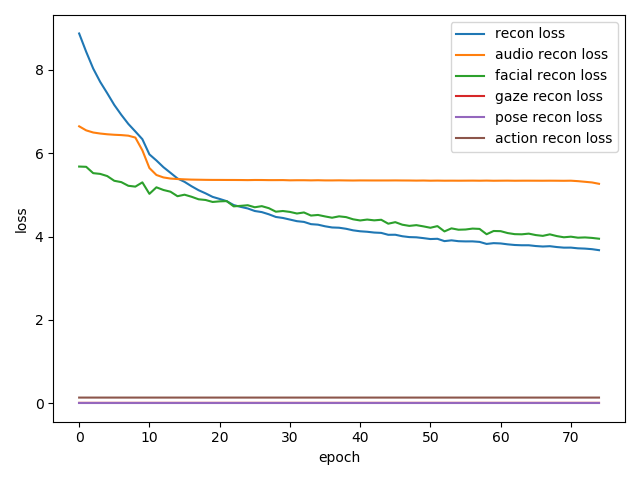 recon loss
audio recon loss
facial recon loss
gaze recon loss
pose recon loss
action recon loss
loss
8
6
4
2
0
0 10 20 30 40 50 60 70
epoch